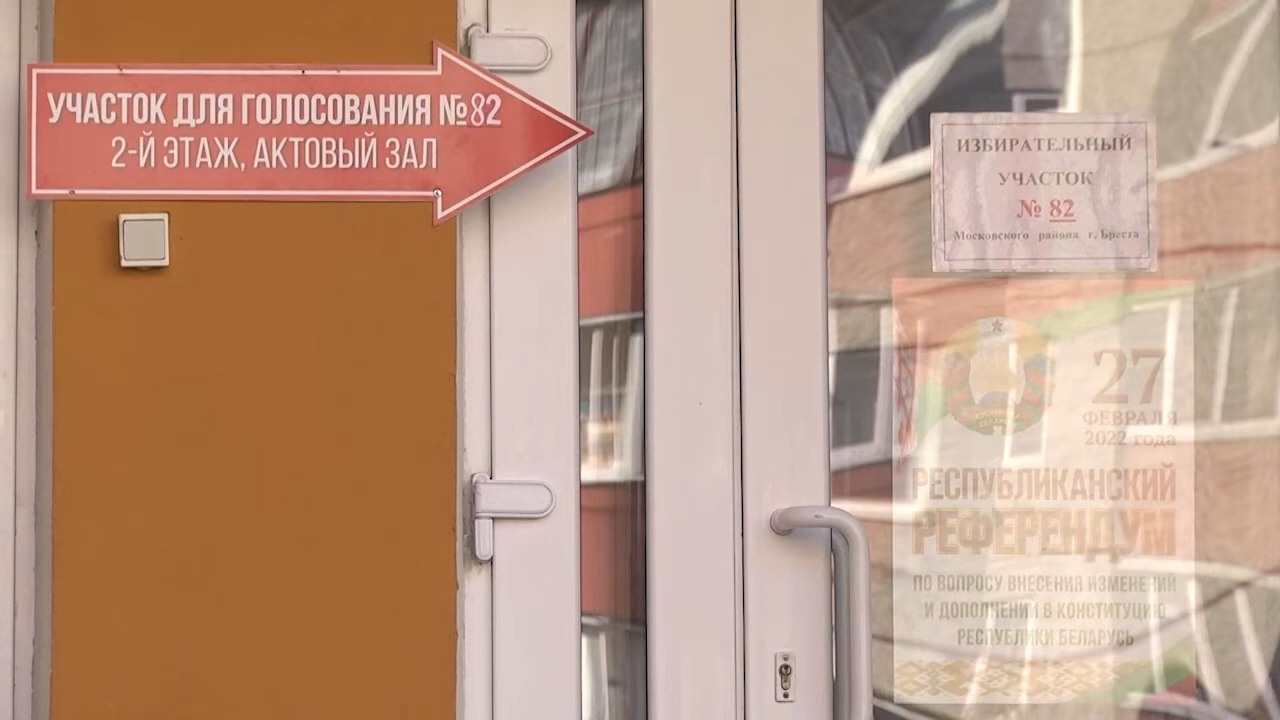 УЧАСТОК ДЛЯ ГОЛОСОВАНИЯ №82
2-Й ЭТАЖ, АКТОВЫЙ ЗАЛ
ИЗБИРАТЕЛЬНЫЙ
УЧАСТОК
№ 82
Московского района г. Бреста
27
ФЕВРАЛЯ
2022 года
РЕСПУБЛИКАНСКИЙ
РЕФЕРЕНДУМ
ПО ВОПРОСУ ВНЕСЕНИЯ ИЗМЕНЕНИЙ
И ДОПОЛНЕНИЙ В КОНСТИТУЦИЮ
РЕСПУБЛИКИ БЕЛАРУСЬ